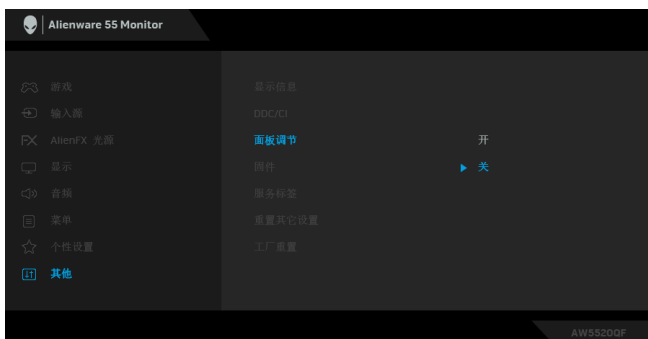 Alienware 55 Monitor
游戏
输入源
AlienFX 光源
显示
音频
菜单
个性设置
其他
显示信息
DDC/CI
面板调节
固件
服务标签
重置其它设置
工厂重置
开
关
AW5520QF